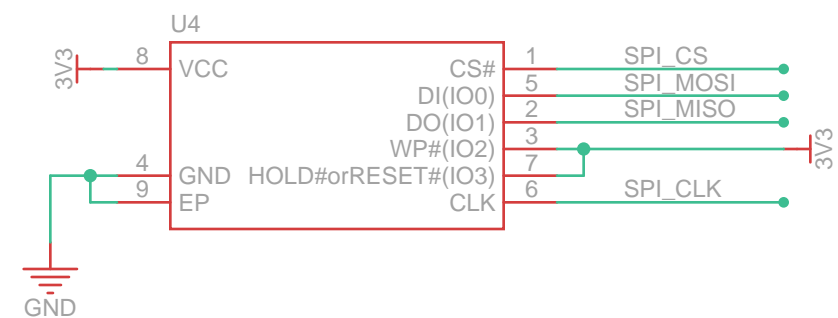 U4
3V3 8 VCC CS# 1 SPI_CS
DI(IO0) 5 SPI_MOSI
DO(IO1) 2 SPI_MISO
WP#(IO2) 3 3V3
4 GND HOLD#orRESET#(IO3) 7
9 EP CLK 6 SPI_CLK
GND